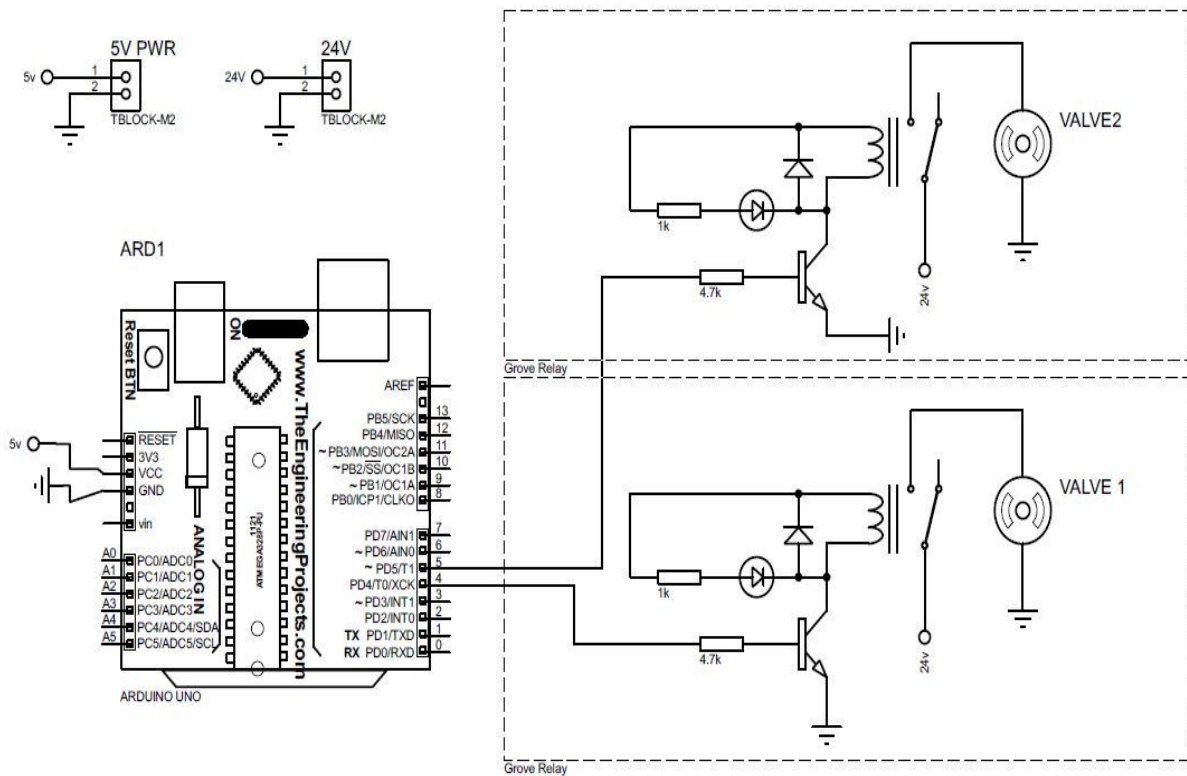 5V PWR
5v
1
2
TBLOCK-M2
24V
24V
1
2
TBLOCK-M2
VALVE2
1k
4.7k
24v
Grove Relay
ARD1
Reset BTN
ON
www.TheEngineeringProjects.com
5v
RESET
3V3
VCC
GND
vin
AREF
PB5/SCK 13
PB4/MISO 12
~PB3/MOSI/OC2A 11
~PB2/SS/OC1B 10
~PB1/OC1A 9
PB0/ICP1/CLKO 8
PD7/AIN1 7
~PD6/AIN0 6
~PD5/T1 5
PD4/T0/XCK 4
~PD3/INT1 3
PD2/INT0 2
TX PD1/TXD 1
RX PD0/RXD 0
A0 PC0/ADC0
A1 PC1/ADC1
A2 PC2/ADC2
A3 PC3/ADC3
A4 PC4/ADC4/SDA
A5 PC5/ADC5/SCL
ANALOG IN
1121
ATMEGA328P-PU
ARDUINO UNO
VALVE 1
1k
4.7k
24v
Grove Relay